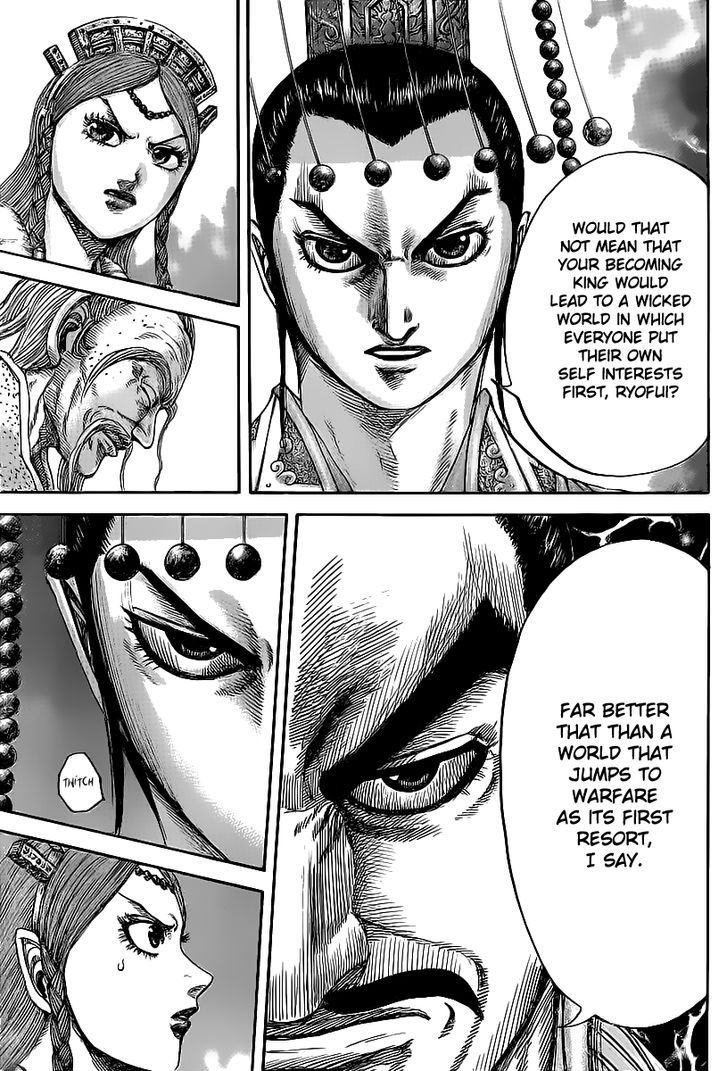 WOULD THAT
NOT MEAN THAT
YOUR BECOMING
KING WOULD
LEAD TO A WICKED
WORLD IN WHICH
EVERYONE PUT
THEIR OWN
SELF INTERESTS
FIRST, RYOFUI?
FAR BETTER
THAT THAN A
WORLD THAT
JUMPS TO
WARFARE
AS ITS FIRST
RESORT,
I SAY.
TWITCH